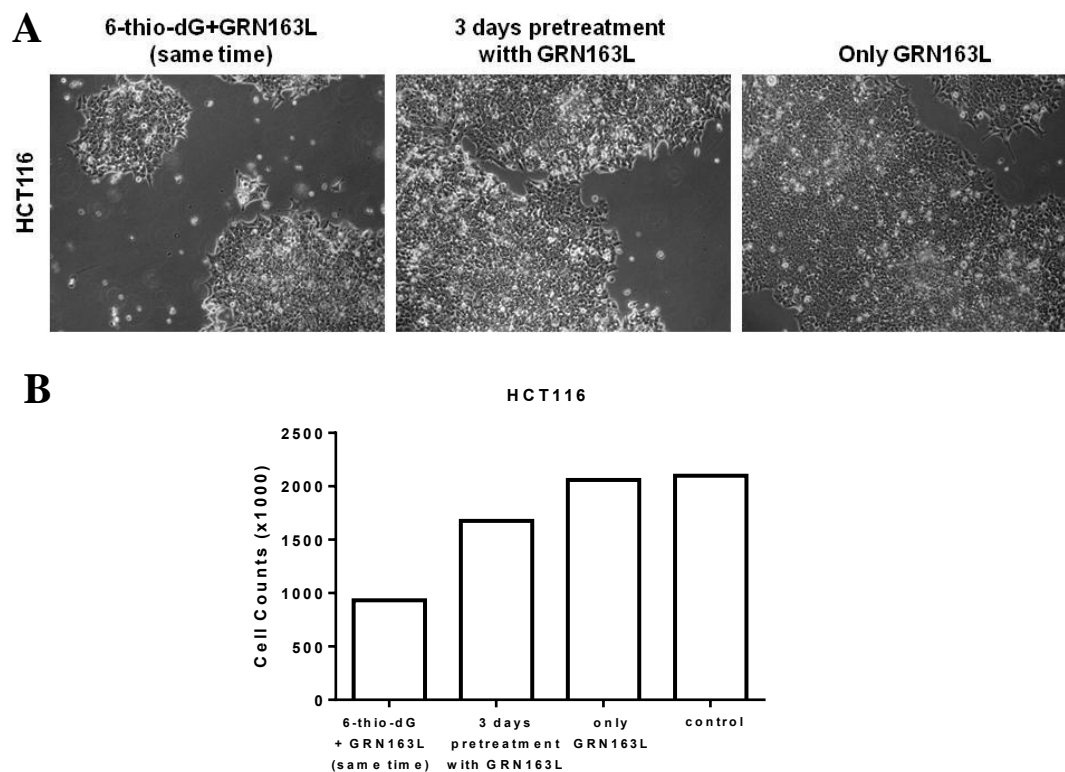 A
6-thio-dG+GRN163L
(same time)
3 days pretreatment
witth GRN163L
Only GRN163L
HCT116
B
HCT116
Cell Counts (x1000)
2500
2000
1500
1000
500
0
6-thio-dG
+ GRN163L
(same time)
3 days
pretreatment
with GRN163L
only
GRN163L
control